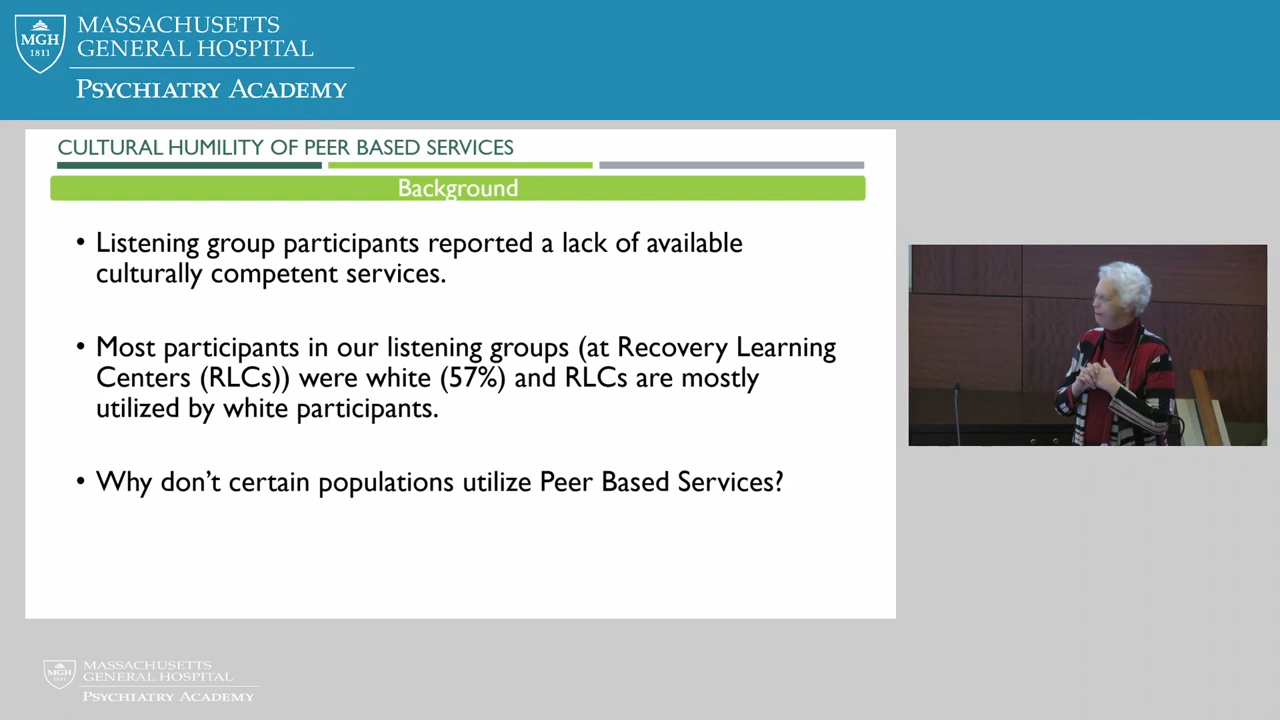 MASSACHUSETTS
GENERAL HOSPITAL
PSYCHIATRY ACADEMY
MGH
1811
CULTURAL HUMILITY OF PEER BASED SERVICES
Background
• Listening group participants reported a lack of available
culturally competent services.
• Most participants in our listening groups (at Recovery Learning
Centers (RLCs)) were white (57%) and RLCs are mostly
utilized by white participants.
• Why don’t certain populations utilize Peer Based Services?
MASSACHUSETTS
GENERAL HOSPITAL
PSYCHIATRY ACADEMY
MGH
1811